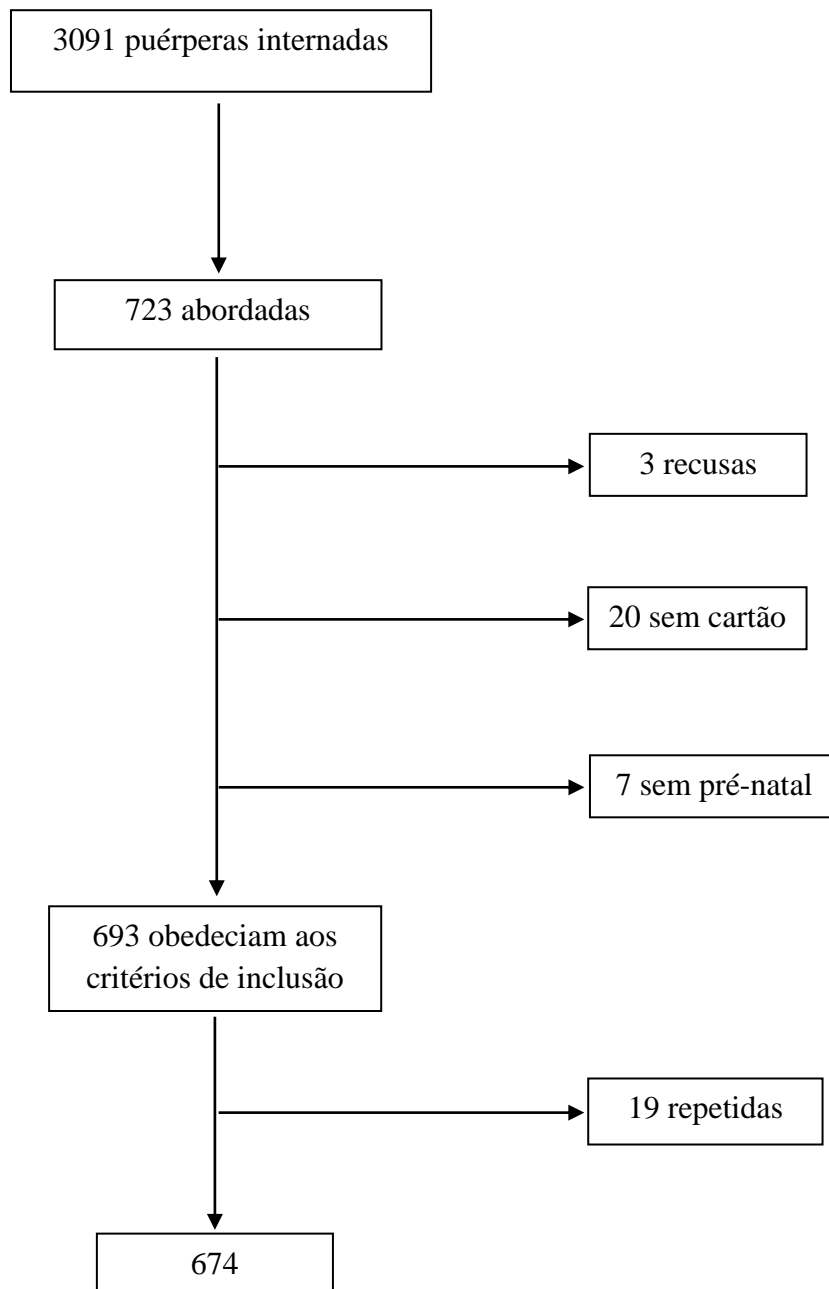 3091 puérperas internadas
723 abordadas
3 recusas
20 sem cartão
7 sem pré-natal
693 obedeciam aos
critérios de inclusão
19 repetidas
674